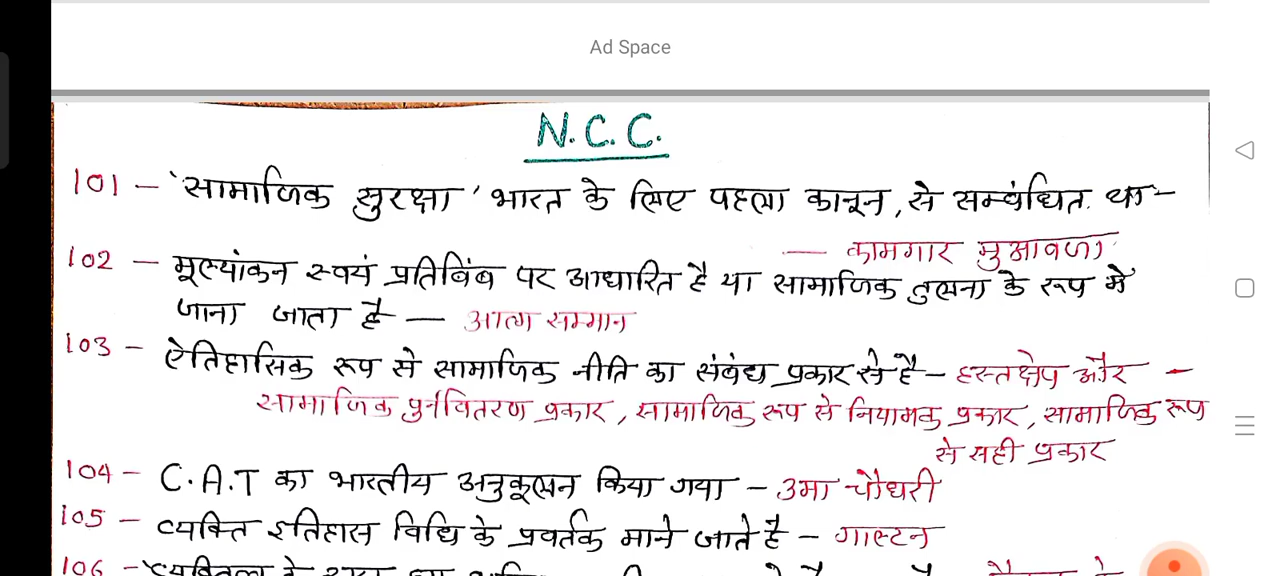 Ad Space
N.C.C.
101 – 'सामाजिक सुरक्षा' भारत के लिए पहला कानून, से सम्बंधित था –
— कामगार मुआवजा
102 – मूल्यांकन स्वयं प्रतिबिंब पर आधारित है या सामाजिक तुलना के रूप में
जाना जाता है — आत्म सम्मान
103 – ऐतिहासिक रूप से सामाजिक नीति का संबंध प्रकार से है – हस्तक्षेप और –
सामाजिक पुर्नवितरण प्रकार, सामाजिक रूप से नियामक प्रकार, सामाजिक रूप
से सही प्रकार
104 – C.A.T का भारतीय अनुकूलन किया गया – उमा चौधरी
105 – व्यक्ति इतिहास विधि के प्रवर्तक माने जाते है – गाल्टन
106 –